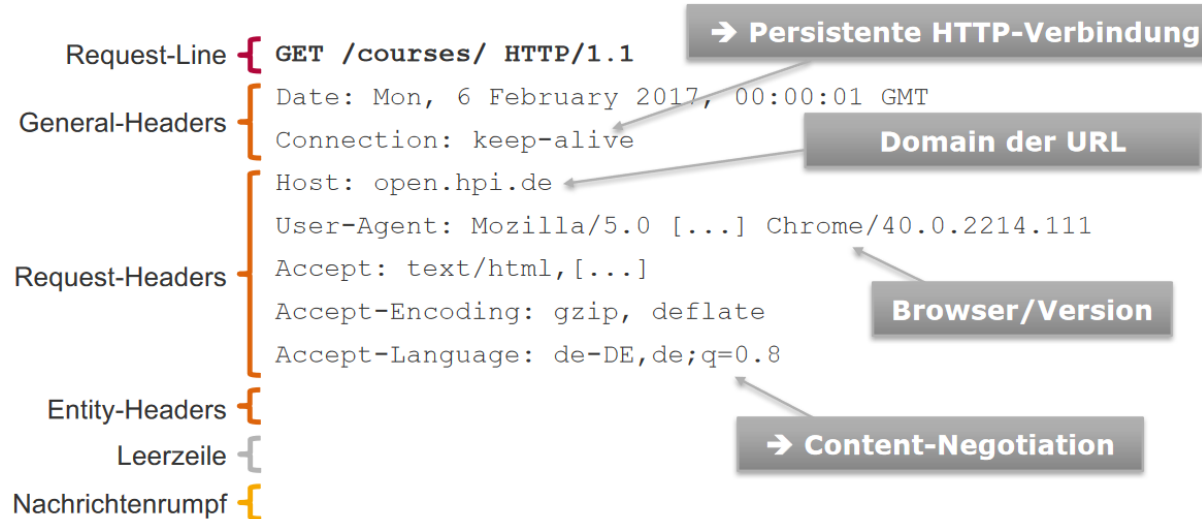 ➔ Persistente HTTP-Verbindung
Request-Line GET /courses/ HTTP/1.1
General-Headers
Date: Mon, 6 February 2017, 00:00:01 GMT
Connection: keep-alive
Domain der URL
Request-Headers
Host: open.hpi.de
User-Agent: Mozilla/5.0 [...] Chrome/40.0.2214.111
Accept: text/html,[...]
Accept-Encoding: gzip, deflate
Accept-Language: de-DE,de;q=0.8
Browser/Version
Entity-Headers
➔ Content-Negotiation
Leerzeile
Nachrichtenrumpf